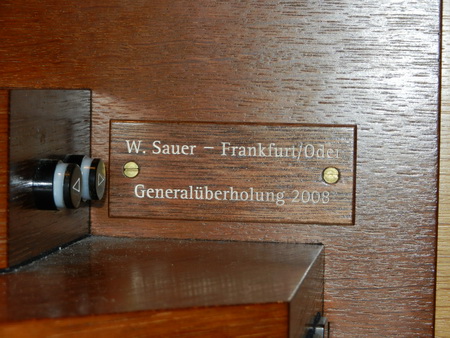 W. Sauer – Frankfurt/Oder
Generalüberholung 2008